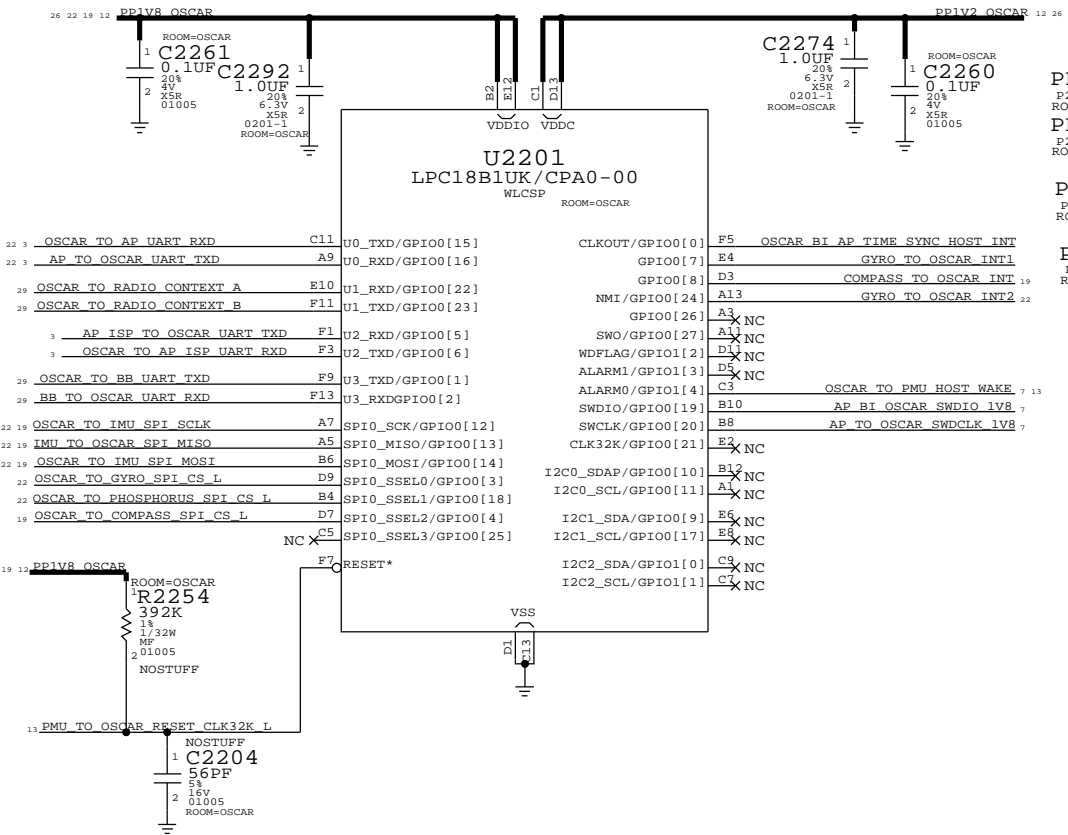 26 22 19 12 PP1V8_OSCAR
PP1V2_OSCAR 12 26
ROOM=OSCAR
1
C2261
0.1UF
20%
4V
X5R
01005
2
C2292
1
1.0UF
20%
6.3V
X5R
0201-1
ROOM=OSCAR
2
C2274
1
1.0UF
20%
6.3V
X5R
0201-1
ROOM=OSCAR
2
ROOM=OSCAR
1
C2260
0.1UF
20%
4V
X5R
01005
2
B2
E12
C1
D13
VDDIO
VDDC
U2201
LPC18B1UK/CPA0-00
WLCSP
ROOM=OSCAR
22 3 OSCAR_TO_AP_UART_RXD C11 U0_TXD/GPIO0[15]
22 3 AP_TO_OSCAR_UART_TXD A9 U0_RXD/GPIO0[16]
29 OSCAR_TO_RADIO_CONTEXT_A E10 U1_RXD/GPIO0[22]
29 OSCAR_TO_RADIO_CONTEXT_B F11 U1_TXD/GPIO0[23]
3 AP_ISP_TO_OSCAR_UART_TXD F1 U2_RXD/GPIO0[5]
3 OSCAR_TO_AP_ISP_UART_RXD F3 U2_TXD/GPIO0[6]
29 OSCAR_TO_BB_UART_TXD F9 U3_TXD/GPIO0[1]
29 BB_TO_OSCAR_UART_RXD F13 U3_RXDGPIO0[2]
22 19 OSCAR_TO_IMU_SPI_SCLK A7 SPI0_SCK/GPIO0[12]
22 19 IMU_TO_OSCAR_SPI_MISO A5 SPI0_MISO/GPIO0[13]
22 19 OSCAR_TO_IMU_SPI_MOSI B6 SPI0_MOSI/GPIO0[14]
22 OSCAR_TO_GYRO_SPI_CS_L D9 SPI0_SSEL0/GPIO0[3]
22 OSCAR_TO_PHOSPHORUS_SPI_CS_L B4 SPI0_SSEL1/GPIO0[18]
19 OSCAR_TO_COMPASS_SPI_CS_L D7 SPI0_SSEL2/GPIO0[4]
NC C5 SPI0_SSEL3/GPIO0[25]
F7 RESET*
CLKOUT/GPIO0[0] F5 OSCAR_BI_AP_TIME_SYNC_HOST_INT
GPIO0[7] E4 GYRO_TO_OSCAR_INT1
GPIO0[8] D3 COMPASS_TO_OSCAR_INT 19
NMI/GPIO0[24] A13 GYRO_TO_OSCAR_INT2 22
GPIO0[26] A3 NC
SWO/GPIO0[27] A11 NC
WDFLAG/GPIO1[2] D11 NC
ALARM1/GPIO1[3] D5 NC
ALARM0/GPIO1[4] C3 OSCAR_TO_PMU_HOST_WAKE 7 13
SWDIO/GPIO0[19] B10 AP_BI_OSCAR_SWDIO_1V8 7
SWCLK/GPIO0[20] B8 AP_TO_OSCAR_SWDCLK_1V8 7
CLK32K/GPIO0[21] E2 NC
I2C0_SDAP/GPIO0[10] B12 NC
I2C0_SCL/GPIO0[11] A1 NC
I2C1_SDA/GPIO0[9] E6 NC
I2C1_SCL/GPIO0[17] E8 NC
I2C2_SDA/GPIO1[0] C9 NC
I2C2_SCL/GPIO1[1] C7 NC
VSS
D1
C13
19 12 PP1V8_OSCAR
ROOM=OSCAR
1
R2254
392K
1%
1/32W
MF
01005
2
NOSTUFF
13 PMU_TO_OSCAR_RESET_CLK32K_L
NOSTUFF
1
C2204
56PF
5%
16V
01005
2
ROOM=OSCAR